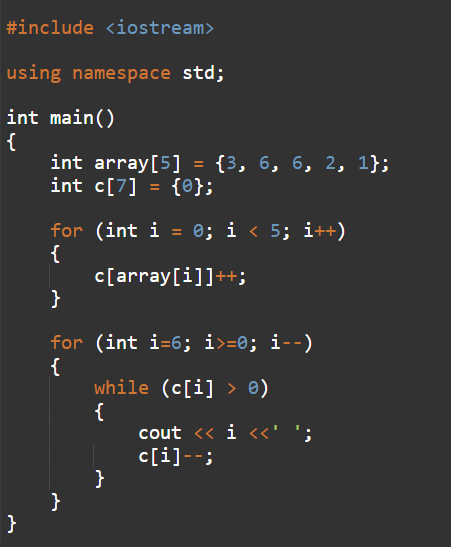 #include <iostream>
using namespace std;
int main()
{
    int array[5] = {3, 6, 6, 2, 1};
    int c[7] = {0};
    for (int i = 0; i < 5; i++)
    {
        c[array[i]]++;
    }
    for (int i=6; i>=0; i--)
    {
        while (c[i] > 0)
        {
            cout << i <<' ';
            c[i]--;
        }
    }
}